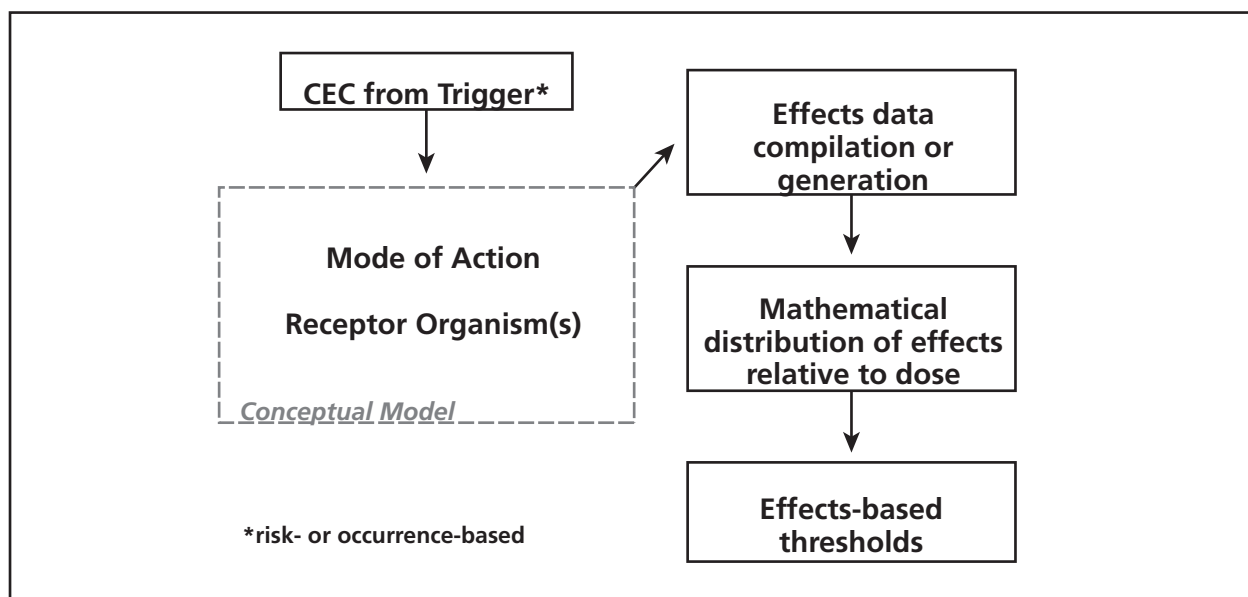 CEC from Trigger*
Mode of Action
Receptor Organism(s)
Conceptual Model
*risk- or occurrence-based
Effects data
compilation or
generation
Mathematical
distribution of effects
relative to dose
Effects-based
thresholds